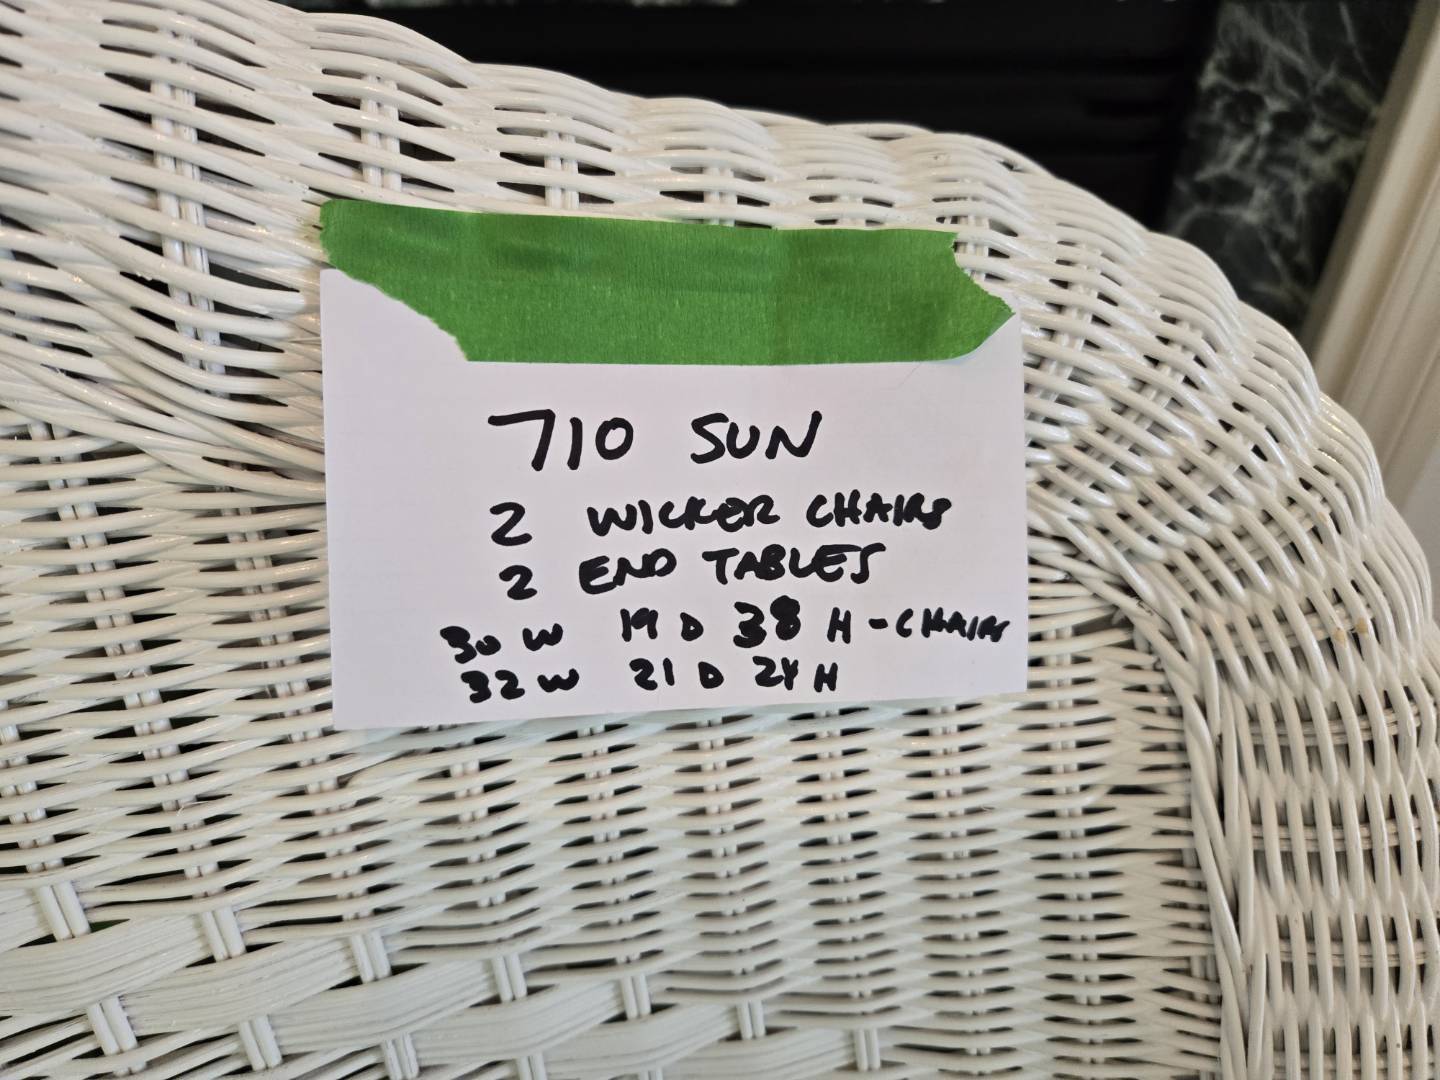 710 SUN
2 WICKER CHAIRS
2 END TABLES
30 W 19 D 38 H - CHAIRS
32 W 21 D 24 H